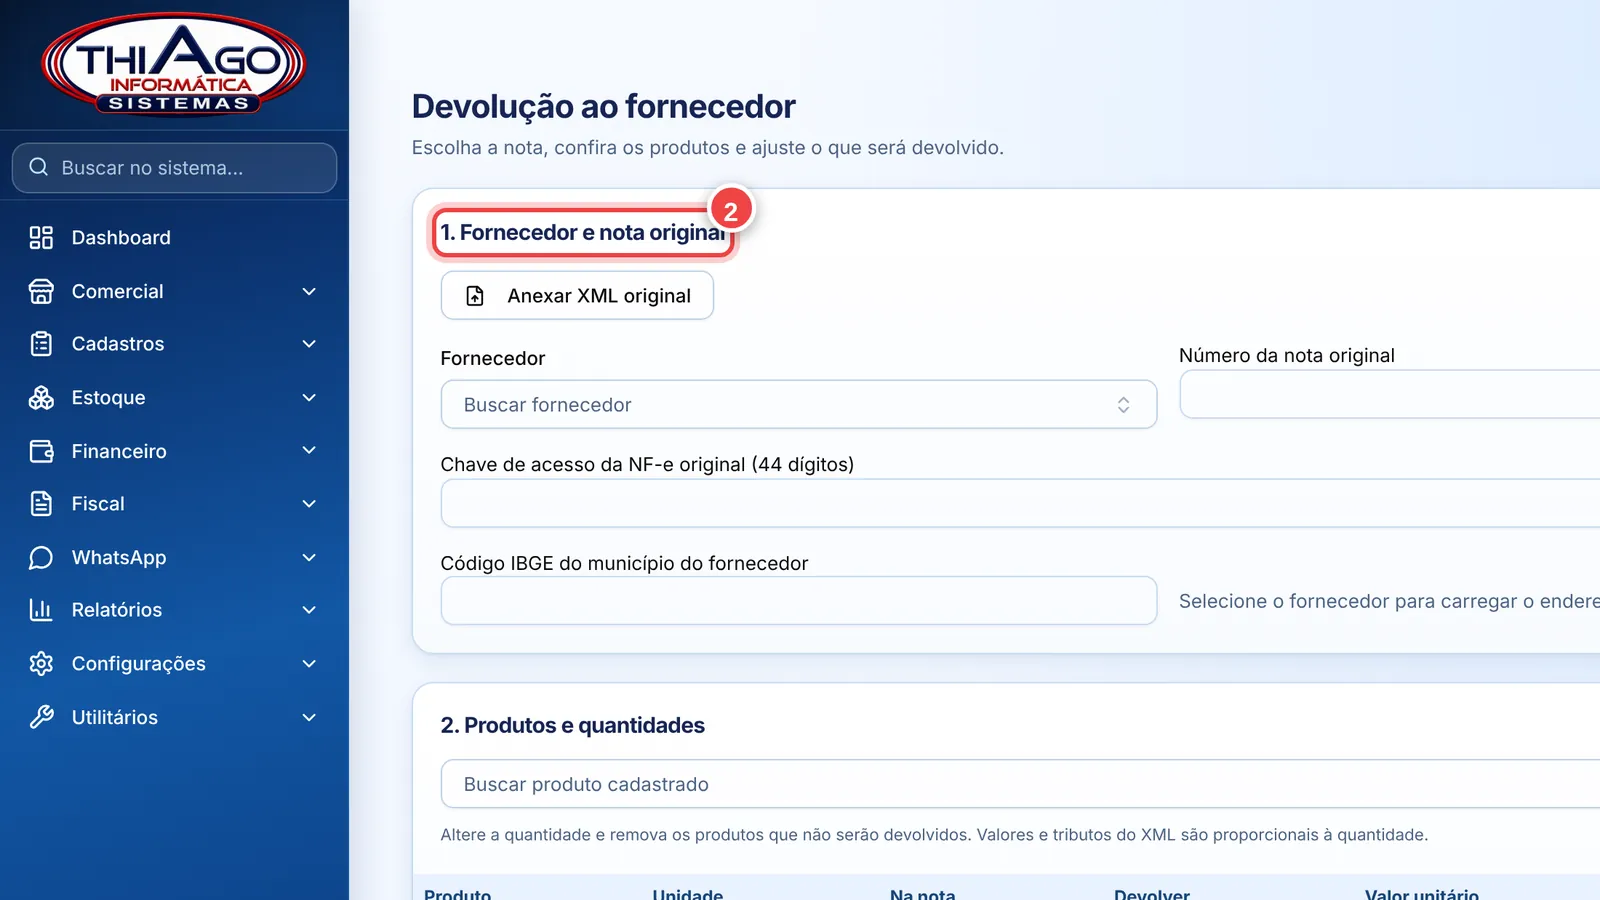 THIAGO
INFORMÁTICA
SISTEMAS
Buscar no sistema...
Dashboard
Comercial
Cadastros
Estoque
Financeiro
Fiscal
WhatsApp
Relatórios
Configurações
Utilitários
Devolução ao fornecedor
Escolha a nota, confira os produtos e ajuste o que será devolvido.
2
1. Fornecedor e nota original
Anexar XML original
Fornecedor
Número da nota original
Buscar fornecedor
Chave de acesso da NF-e original (44 dígitos)
Código IBGE do município do fornecedor
Selecione o fornecedor para carregar o endere
2. Produtos e quantidades
Buscar produto cadastrado
Altere a quantidade e remova os produtos que não serão devolvidos. Valores e tributos do XML são proporcionais à quantidade.
Produto Unidade Na nota Devolver Valor unitário